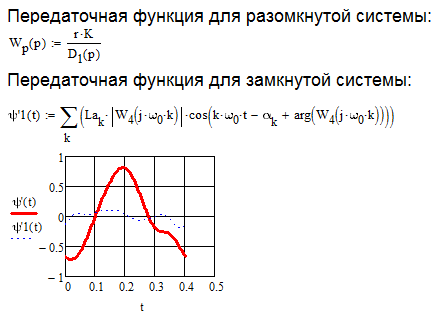 Передаточная функция для разомкнутой системы:
W_p(p) := r·K / D_1(p)
Передаточная функция для замкнутой системы:
ψ'1(t) := ∑_k (La_k·|W_4(j·ω_0·k)|·cos(k·ω_0·t − α_k + arg(W_4(j·ω_0·k))))
1
0.5
ψ'(t)
0
ψ'1(t)
− 0.5
− 1
0 0.1 0.2 0.3 0.4 0.5
t